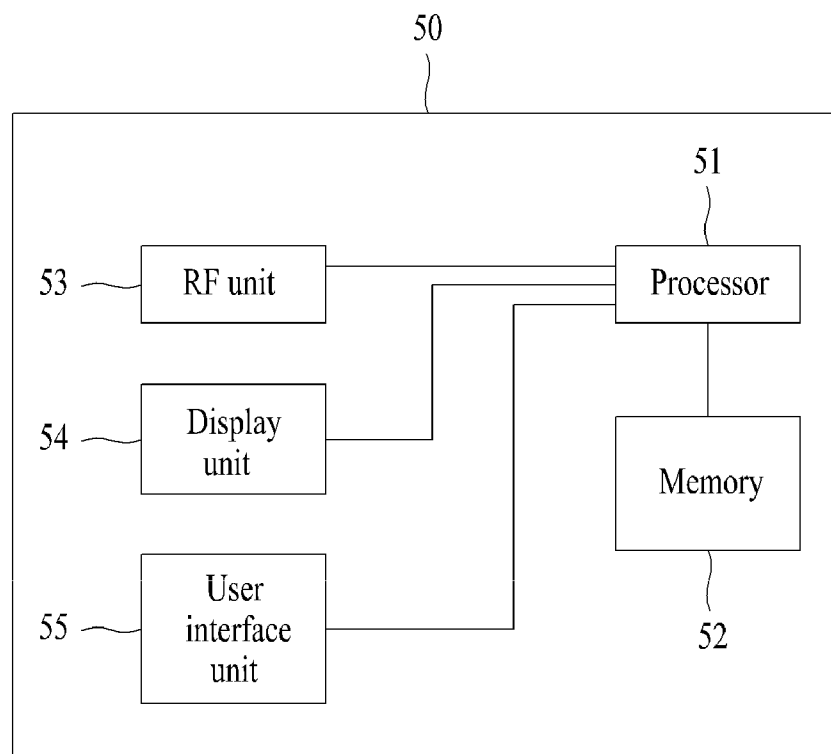 50
51
53
RF unit
Processor
54
Display
unit
Memory
55
User
interface
unit
52